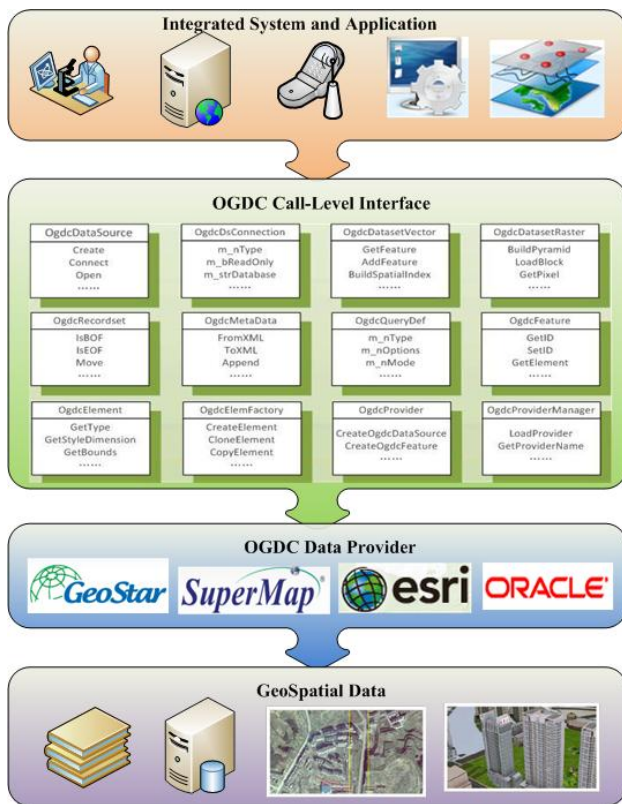 Integrated System and Application
OGDC Call-Level Interface
OgdcDataSource
Create
Connect
Open
......
OgdcDsConnection
m_nType
m_bReadOnly
m_strDatabase
......
OgdcDatasetVector
GetFeature
AddFeature
BuildSpatialIndex
......
OgdcDatasetRaster
BuildPyramid
LoadBlock
GetPixel
......
OgdcRecordset
IsBOF
IsEOF
Move
......
OgdcMetaData
FromXML
ToXML
Append
......
OgdcQueryDef
m_nType
m_nOptions
m_nMode
......
OgdcFeature
GetID
SetID
GetElement
......
OgdcElement
GetType
GetStyleDimension
GetBounds
......
OgdcElemFactory
CreateElement
CloneElement
CopyElement
......
OgdcProvider
CreateOgdcDataSource
CreateOgdcFeature
......
OgdcProviderManager
LoadProvider
GetProviderName
......
OGDC Data Provider
GeoStar
SuperMap®
esri
ORACLE®
GeoSpatial Data